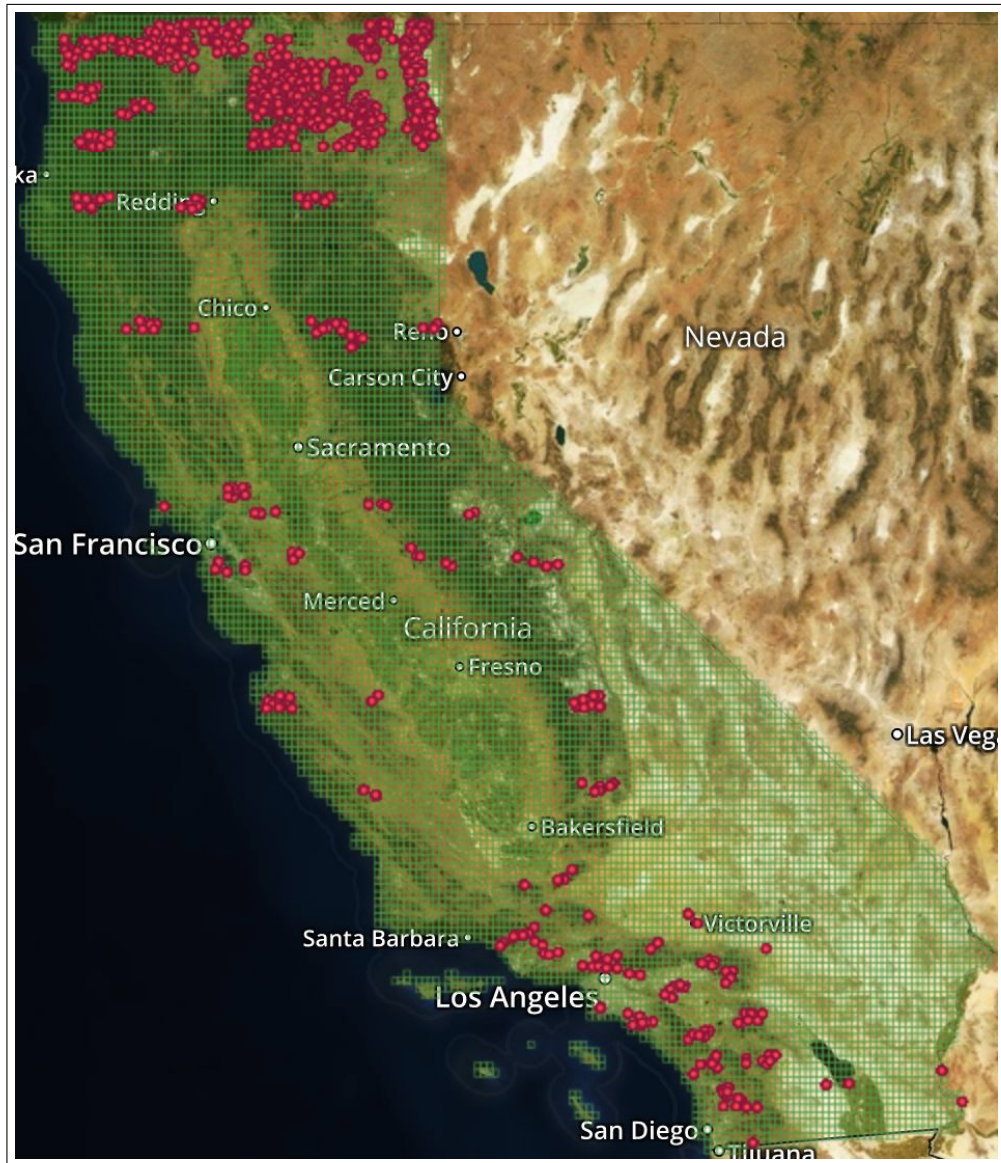 ka
Redding
Chico
Reno
Nevada
Carson City
Sacramento
San Francisco
Merced
California
Fresno
Las Vega
Bakersfield
Victorville
Santa Barbara
Los Angeles
San Diego
Tijuana